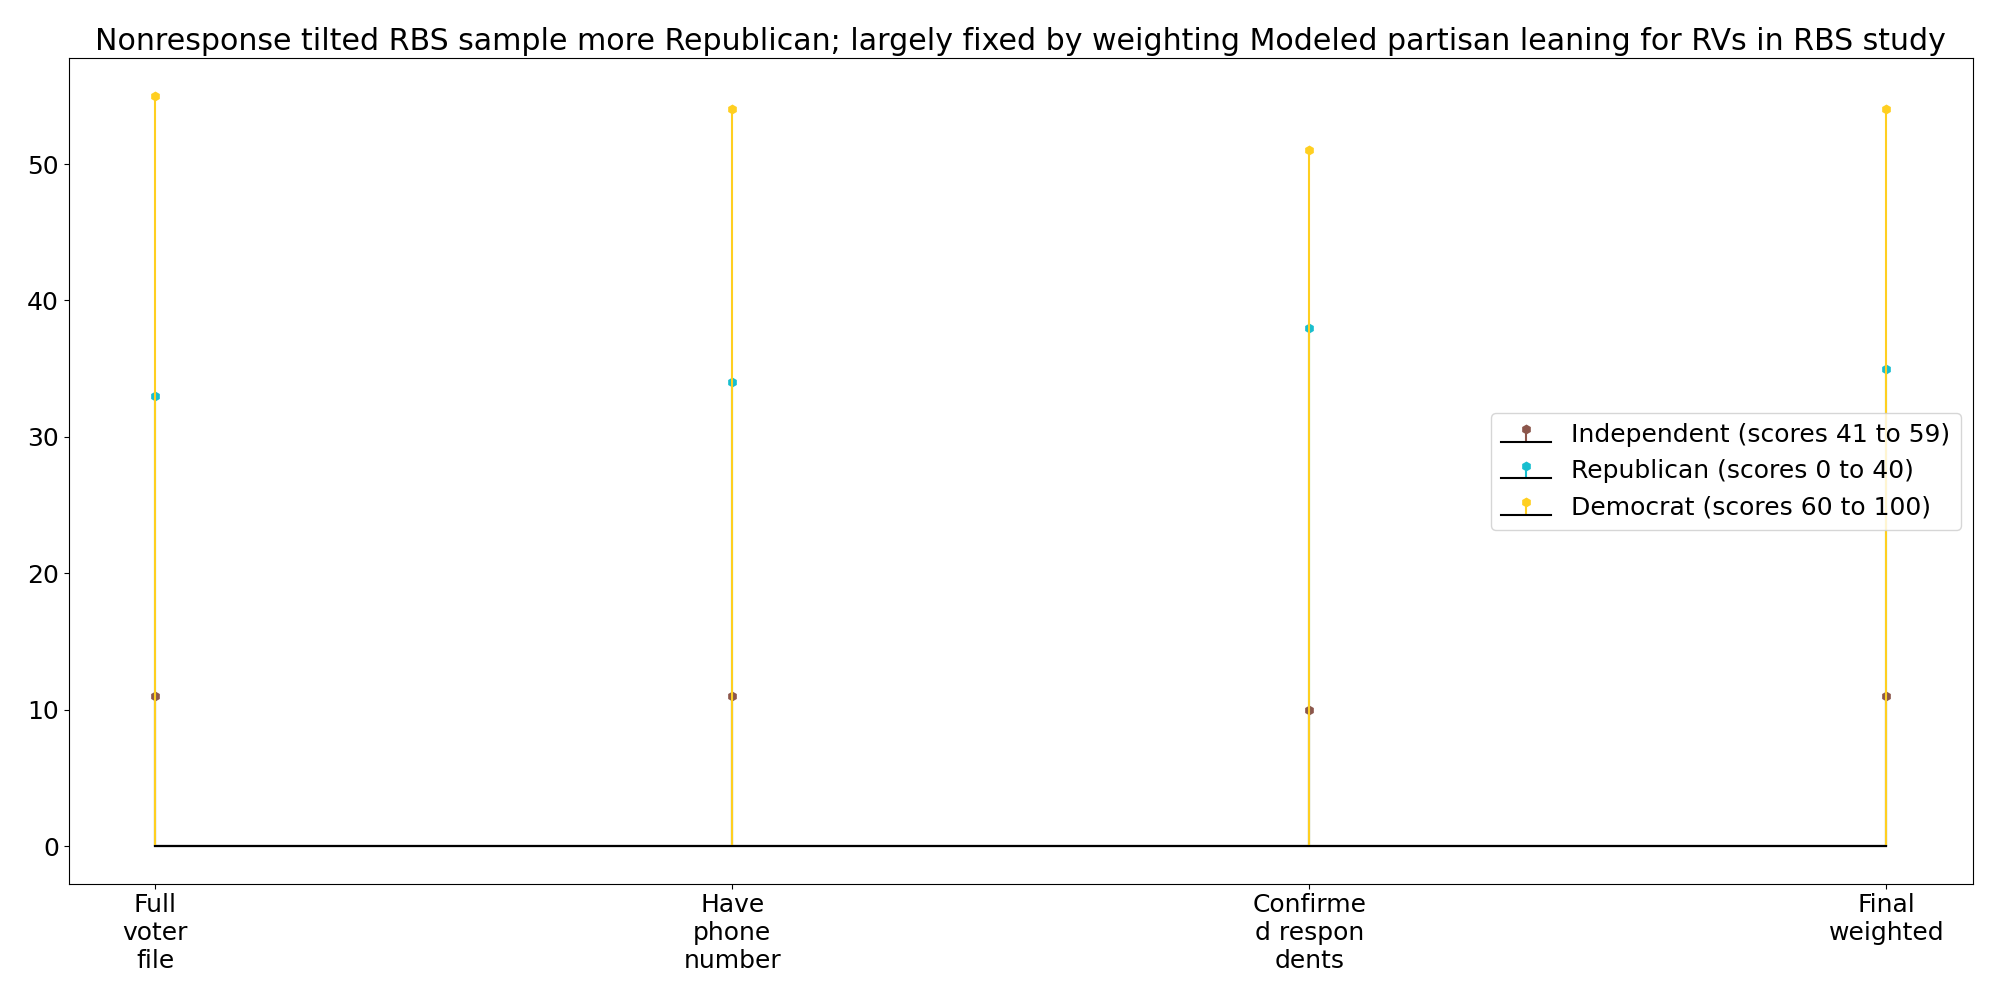 Nonresponse tilted RBS sample more Republican; largely fixed by weighting Modeled partisan leaning for RVs in RBS study
50
40
30
20
10
0
Independent (scores 41 to 59)
Republican (scores 0 to 40)
Democrat (scores 60 to 100)
Full
voter
file
Have
phone
number
Confirme
d respon
dents
Final
weighted